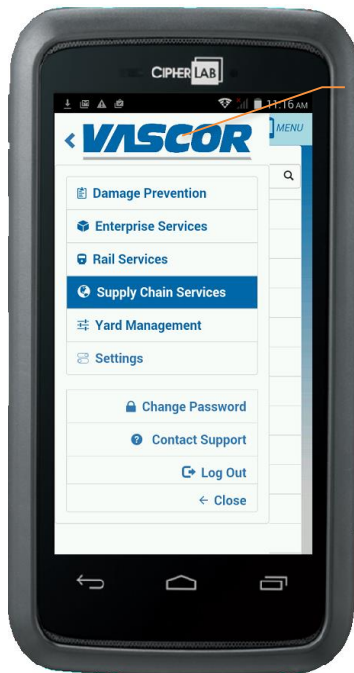 CIPHERLAB
11:16 AM
VASCOR
MENU
Damage Prevention
Enterprise Services
Rail Services
Supply Chain Services
Yard Management
Settings
Change Password
Contact Support
Log Out
Close